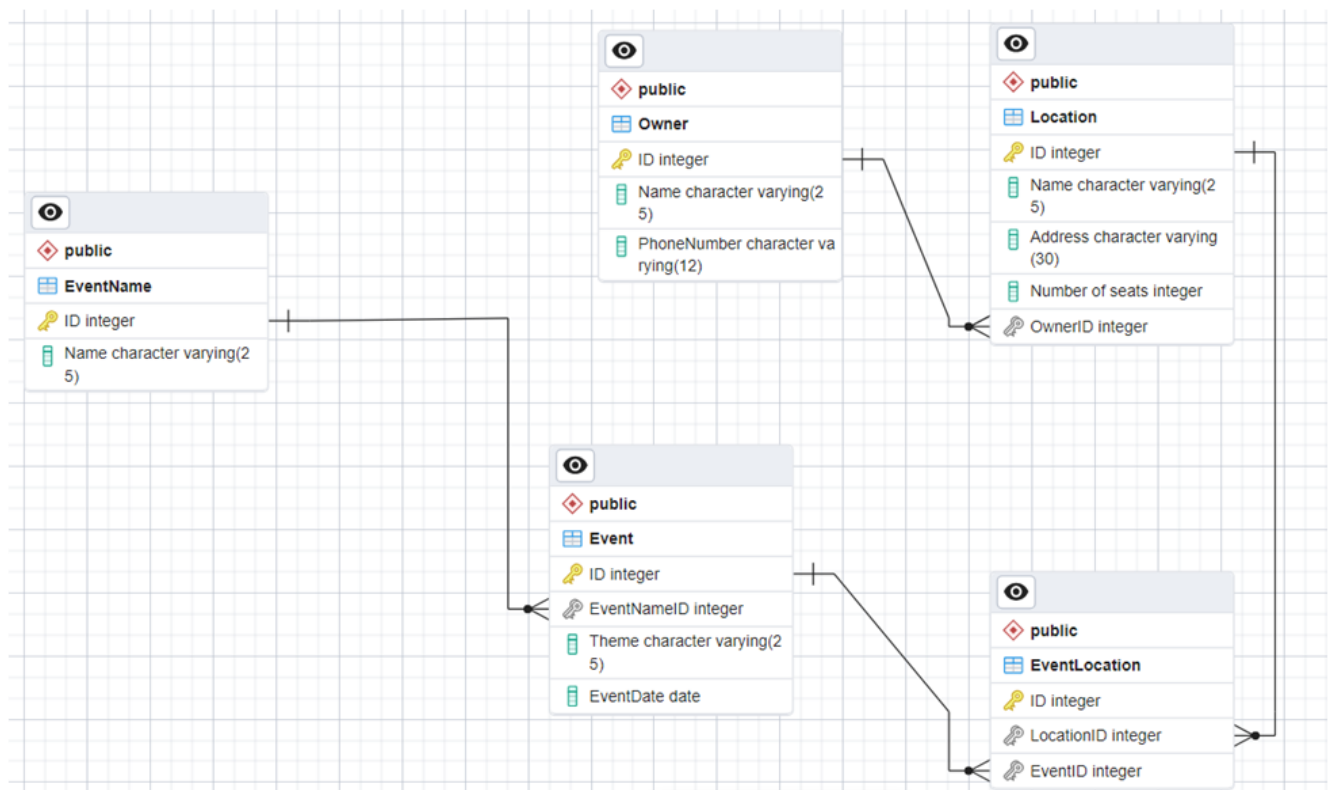 public
Owner
ID integer
Name character varying(2
5)
PhoneNumber character va
rying(12)
public
Location
ID integer
Name character varying(2
5)
Address character varying
(30)
Number of seats integer
OwnerID integer
public
EventName
ID integer
Name character varying(2
5)
public
Event
ID integer
EventNameID integer
Theme character varying(2
5)
EventDate date
public
EventLocation
ID integer
LocationID integer
EventID integer